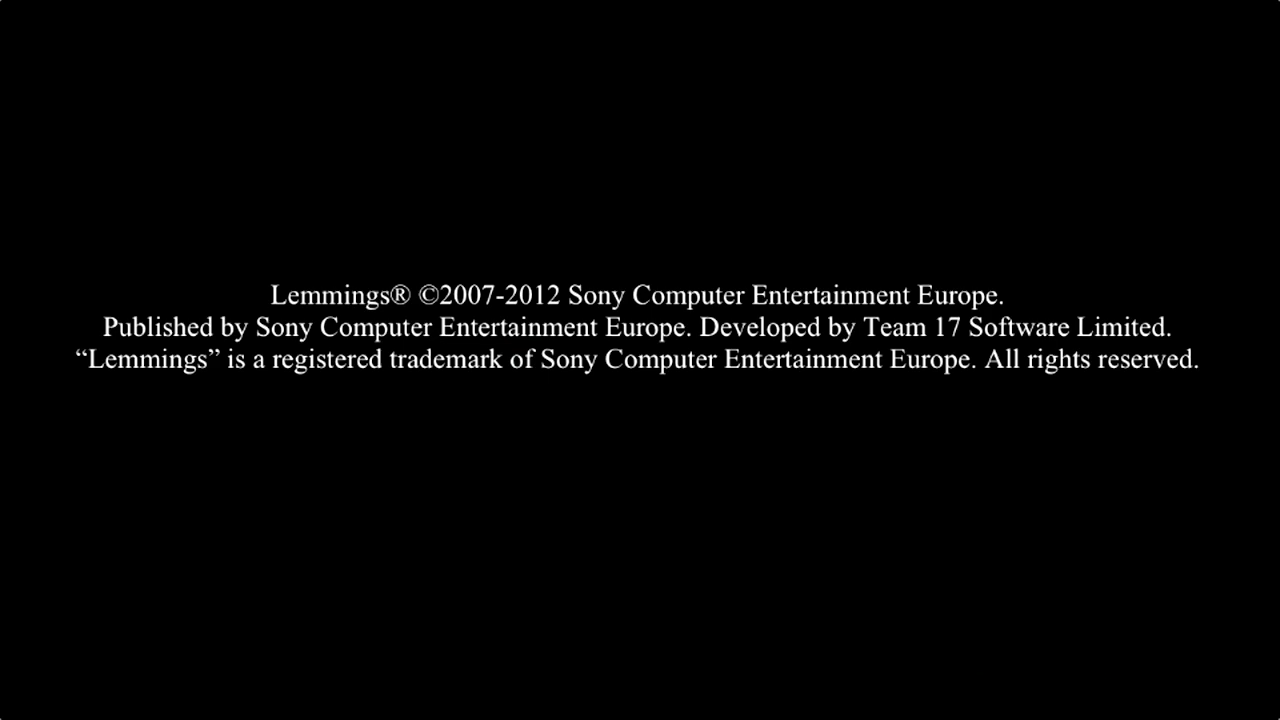 Lemmings® ©2007-2012 Sony Computer Entertainment Europe.
Published by Sony Computer Entertainment Europe. Developed by Team 17 Software Limited.
“Lemmings” is a registered trademark of Sony Computer Entertainment Europe. All rights reserved.